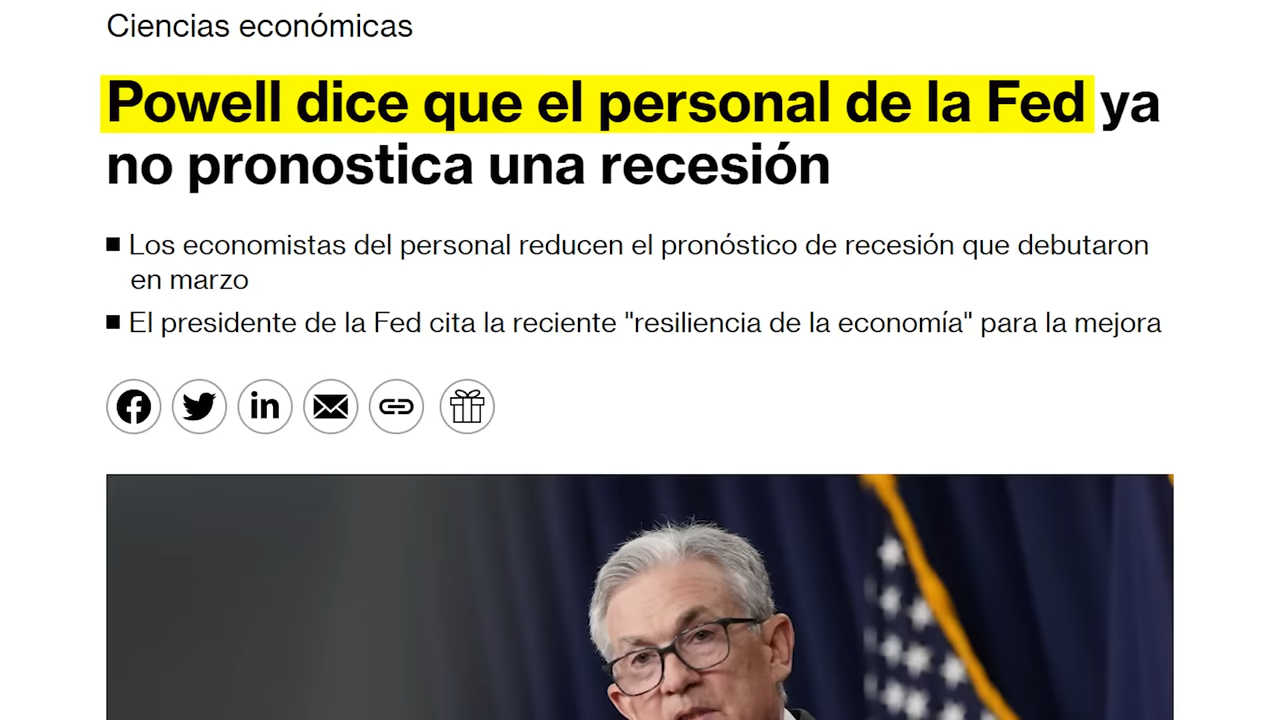 Ciencias económicas
Powell dice que el personal de la Fed ya
no pronostica una recesión
Los economistas del personal reducen el pronóstico de recesión que debutaron
en marzo
El presidente de la Fed cita la reciente "resiliencia de la economía" para la mejora
in